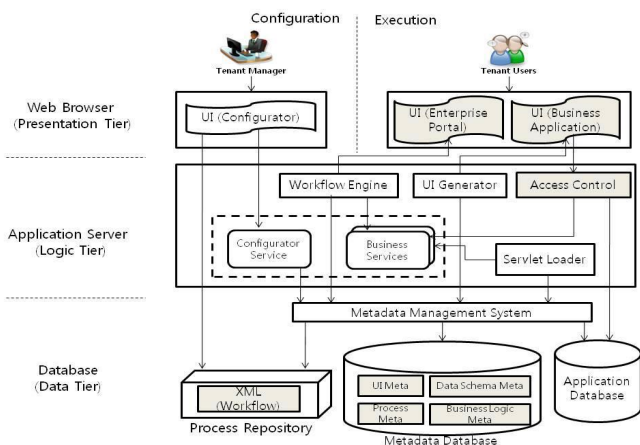 Configuration
Execution
Tenant Manager
Tenant Users
Web Browser
(Presentation Tier)
UI (Configurator)
UI (Enterprise
Portal)
UI (Business
Application)
Workflow Engine
UI Generator
Access Control
Application Server
(Logic Tier)
Configurator
Service
Business
Services
Servlet Loader
Metadata Management System
Database
(Data Tier)
XML
(Workflow)
Process Repository
UI Meta
Data Schema Meta
Process
Meta
Business Logic
Meta
Metadata Database
Application
Database